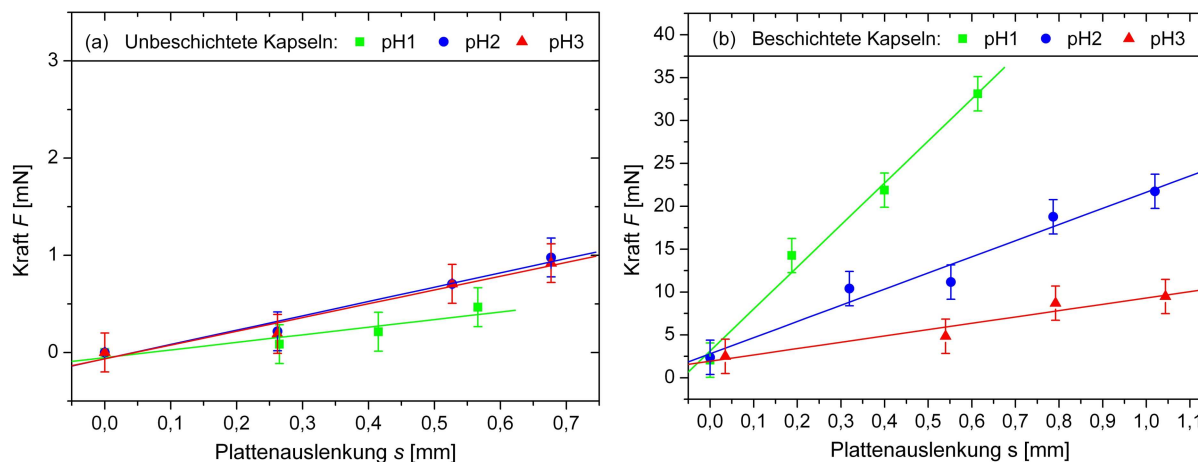 (a) Unbeschichtete Kapseln: pH1 pH2 pH3
3
2
1
0
Kraft F [mN]
0,0 0,1 0,2 0,3 0,4 0,5 0,6 0,7
Plattenauslenkung s [mm]
(b) Beschichtete Kapseln: pH1 pH2 pH3
40
35
30
25
20
15
10
5
0
Kraft F [mN]
0,0 0,1 0,2 0,3 0,4 0,5 0,6 0,7 0,8 0,9 1,0 1,1
Plattenauslenkung s [mm]